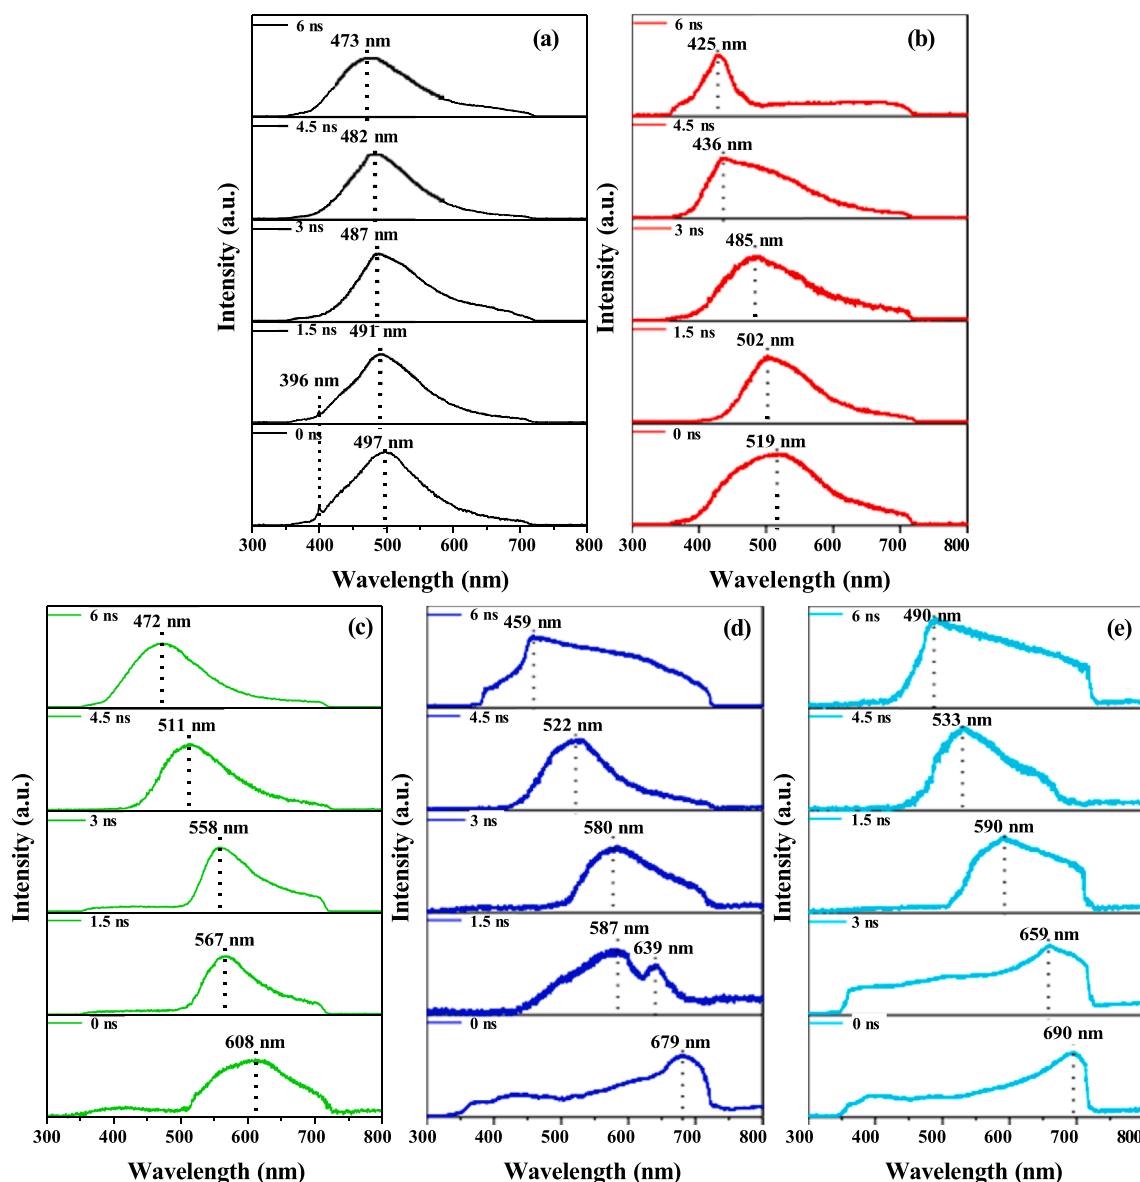 6 ns
(a)
473 nm
4.5 ns
482 nm
3 ns
487 nm
1.5 ns
491 nm
396 nm
0 ns
497 nm
300 400 500 600 700 800
Wavelength (nm)
Intensity (a.u.)
6 ns
(b)
425 nm
4.5 ns
436 nm
3 ns
485 nm
1.5 ns
502 nm
0 ns
519 nm
300 400 500 600 700 800
Wavelength (nm)
Intensity (a.u.)
6 ns
(c)
472 nm
4.5 ns
511 nm
3 ns
558 nm
1.5 ns
567 nm
0 ns
608 nm
300 400 500 600 700 800
Wavelength (nm)
Intensity (a.u.)
6 ns
(d)
459 nm
4.5 ns
522 nm
3 ns
580 nm
1.5 ns
587 nm
639 nm
0 ns
679 nm
300 400 500 600 700 800
Wavelength (nm)
Intensity (a.u.)
6 ns
(e)
490 nm
4.5 ns
533 nm
1.5 ns
590 nm
3 ns
659 nm
0 ns
690 nm
300 400 500 600 700 800
Wavelength (nm)
Intensity (a.u.)